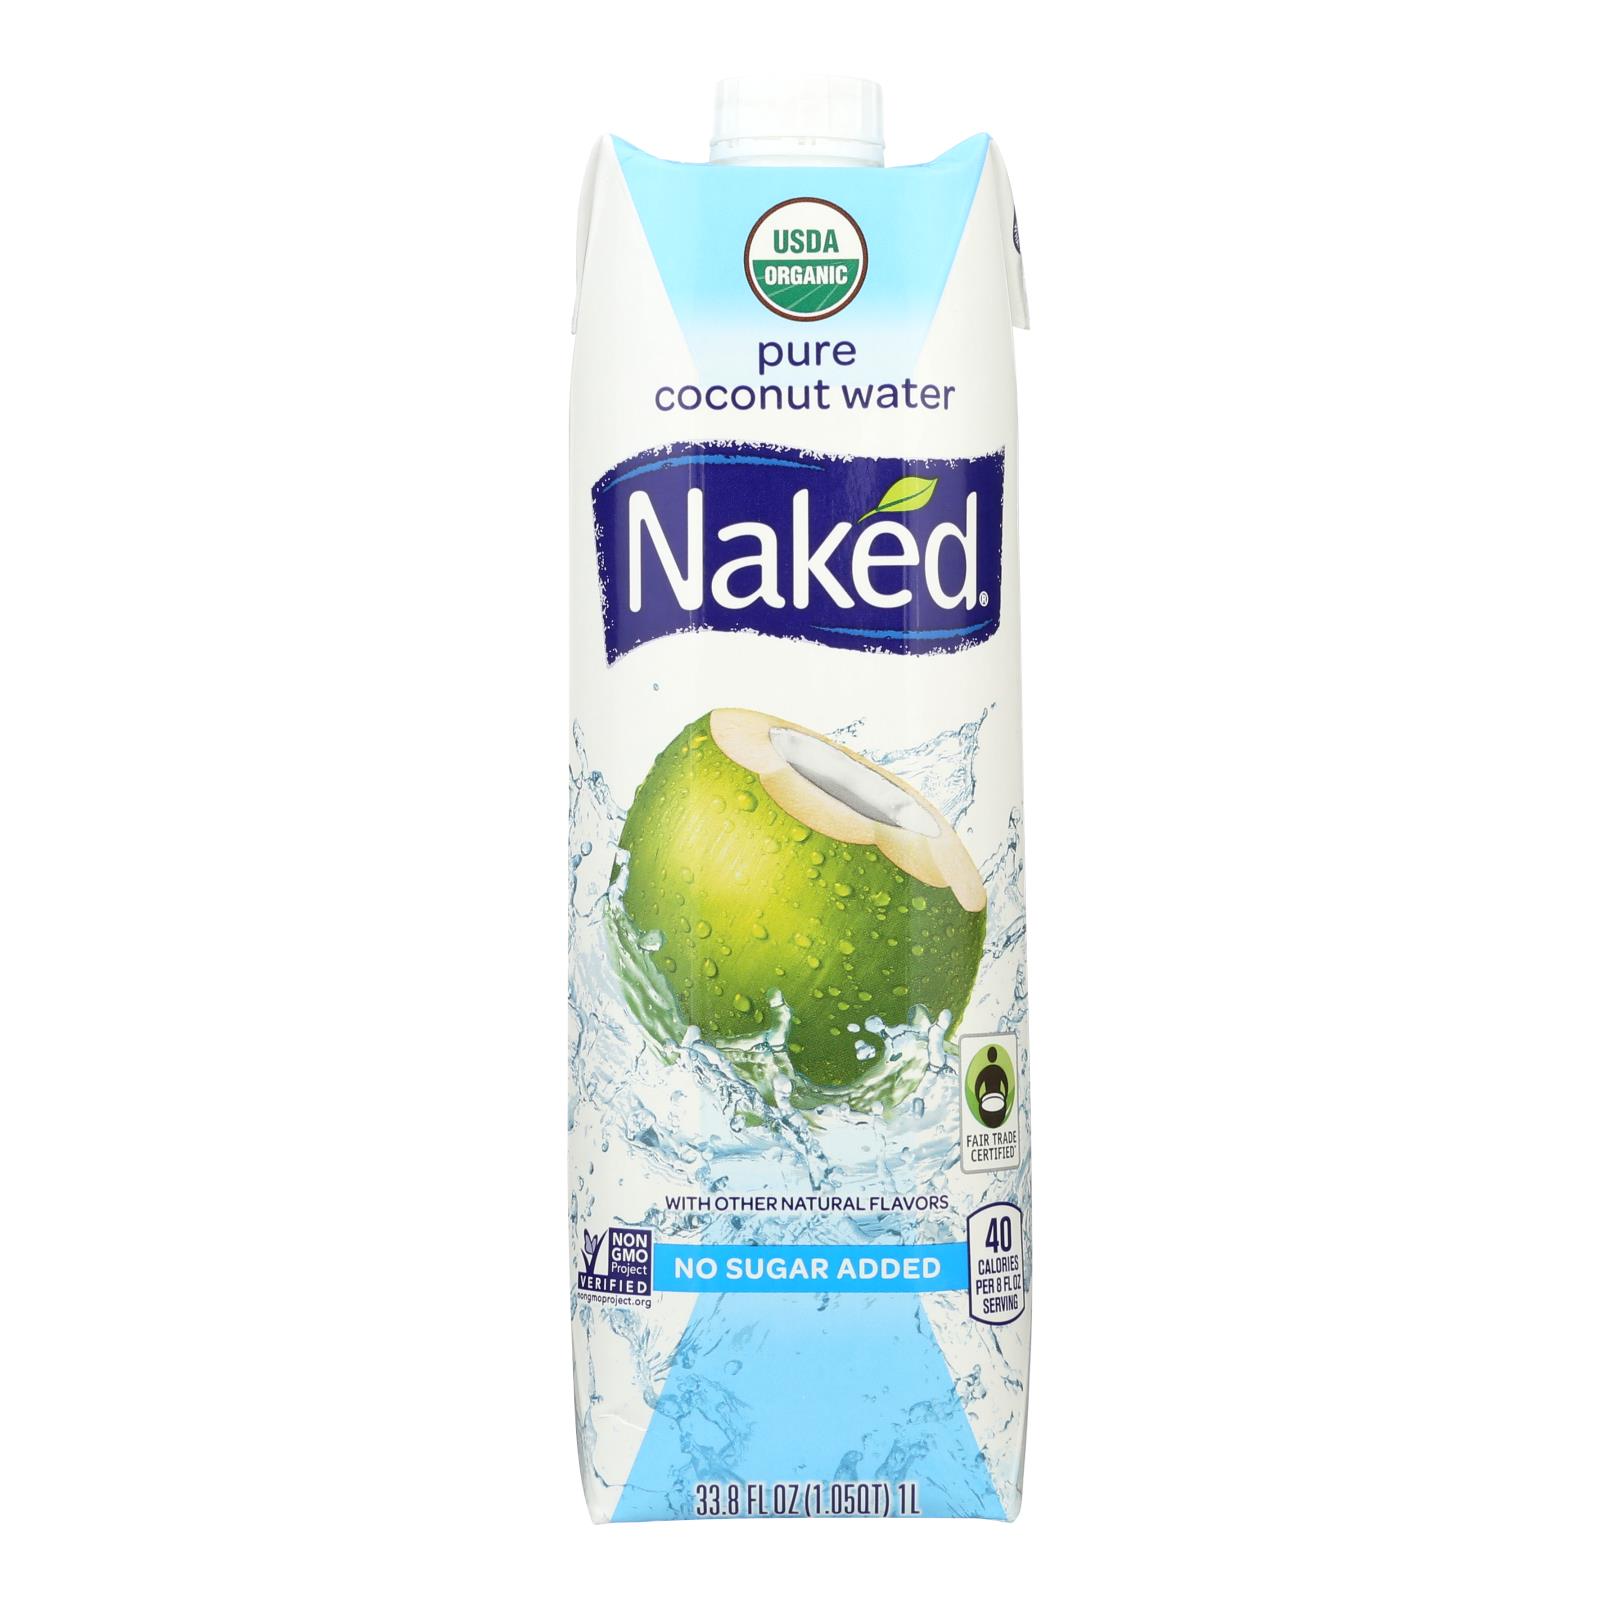 USDA
ORGANIC
pure
coconut water
Naked®
FAIR TRADE
CERTIFIED™
WITH OTHER NATURAL FLAVORS
NON
GMO
Project
VERIFIED
nongmoproject.org
NO SUGAR ADDED
40
CALORIES
PER 8 FL OZ
SERVING
33.8 FL OZ (1.05QT) 1L